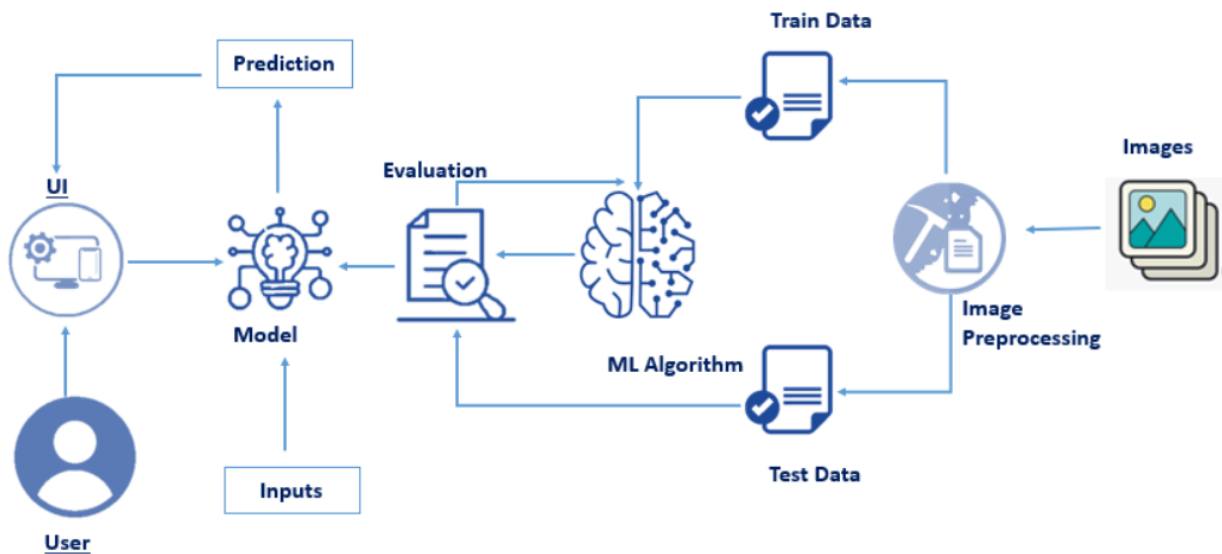 Train Data
Prediction
Images
Evaluation
UI
Model
Image
Preprocessing
ML Algorithm
Test Data
Inputs
User